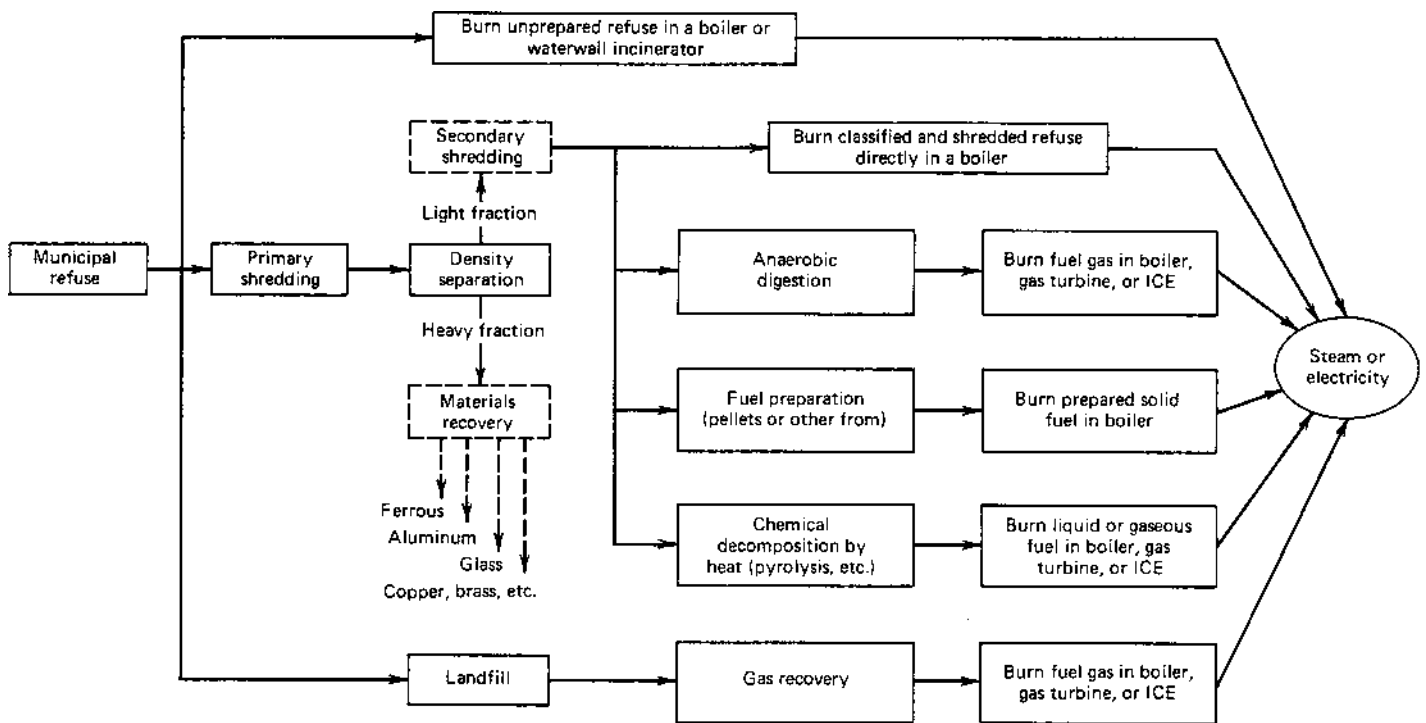 Burn unprepared refuse in a boiler or
waterwall incinerator
Secondary
shredding
Burn classified and shredded refuse
directly in a boiler
Light fraction
Municipal
refuse
Primary
shredding
Density
separation
Anaerobic
digestion
Burn fuel gas in boiler,
gas turbine, or ICE
Heavy fraction
Steam or
electricity
Materials
recovery
Fuel preparation
(pellets or other from)
Burn prepared solid
fuel in boiler
Ferrous
Aluminum
Glass
Copper, brass, etc.
Chemical
decomposition by
heat (pyrolysis, etc.)
Burn liquid or gaseous
fuel in boiler, gas
turbine, or ICE
Landfill
Gas recovery
Burn fuel gas in boiler,
gas turbine, or ICE